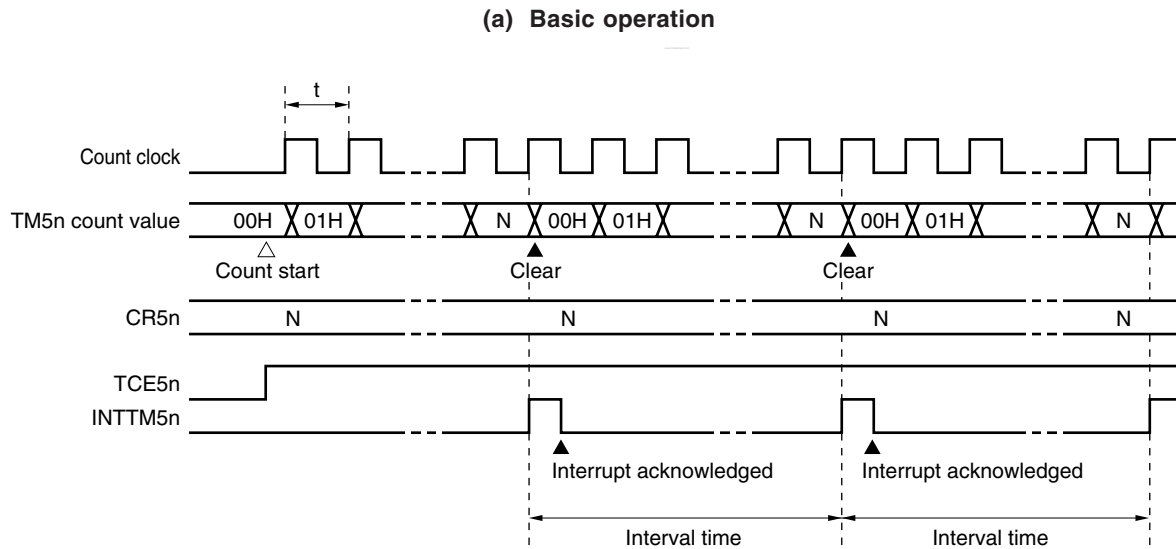 (a) Basic operation
t
Count clock
TM5n count value 00H 01H N 00H 01H N 00H 01H N
Count start Clear Clear
CR5n N N N N
TCE5n
INTTM5n
Interrupt acknowledged Interrupt acknowledged
Interval time Interval time